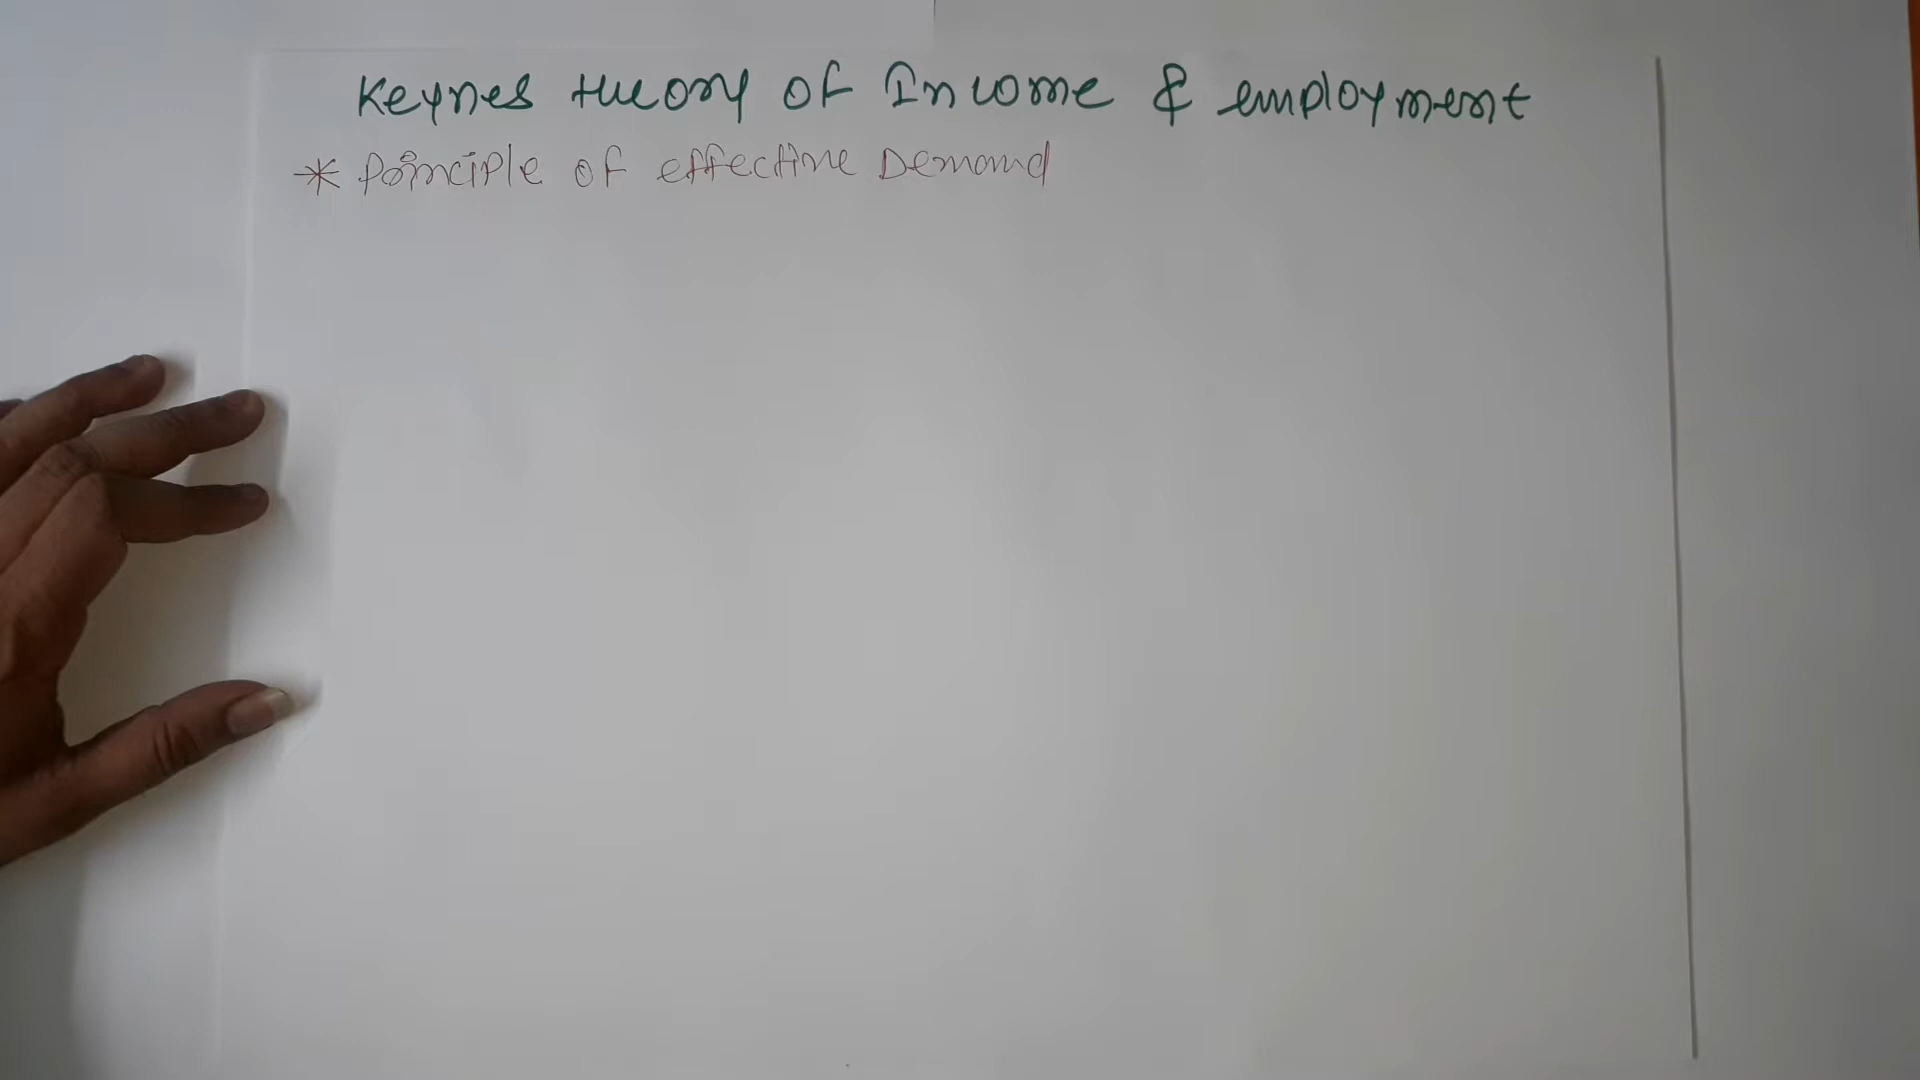 Keynes theory of Income & employment
* Principle of effective Demand